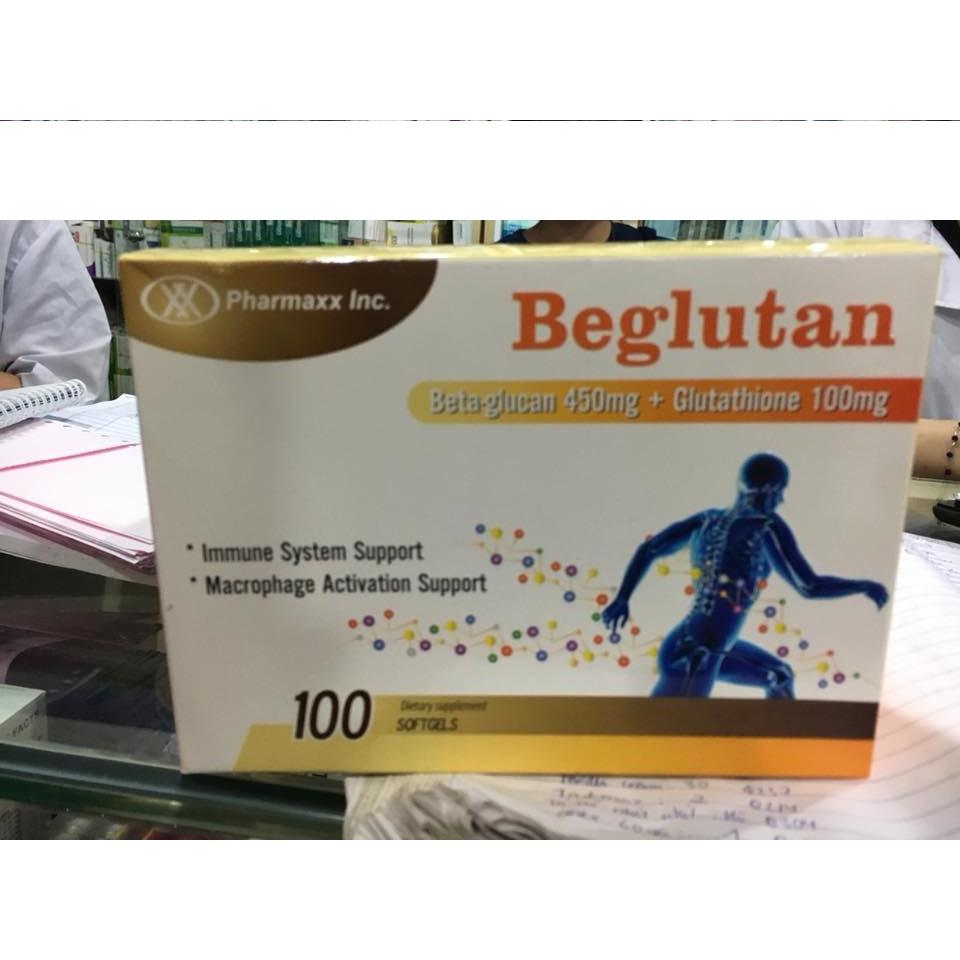 Pharmaxx Inc.
Beglutan
Beta-glucan 450mg + Glutathione 100mg
* Immune System Support
* Macrophage Activation Support
100
Dietary supplement
SOFTGELS